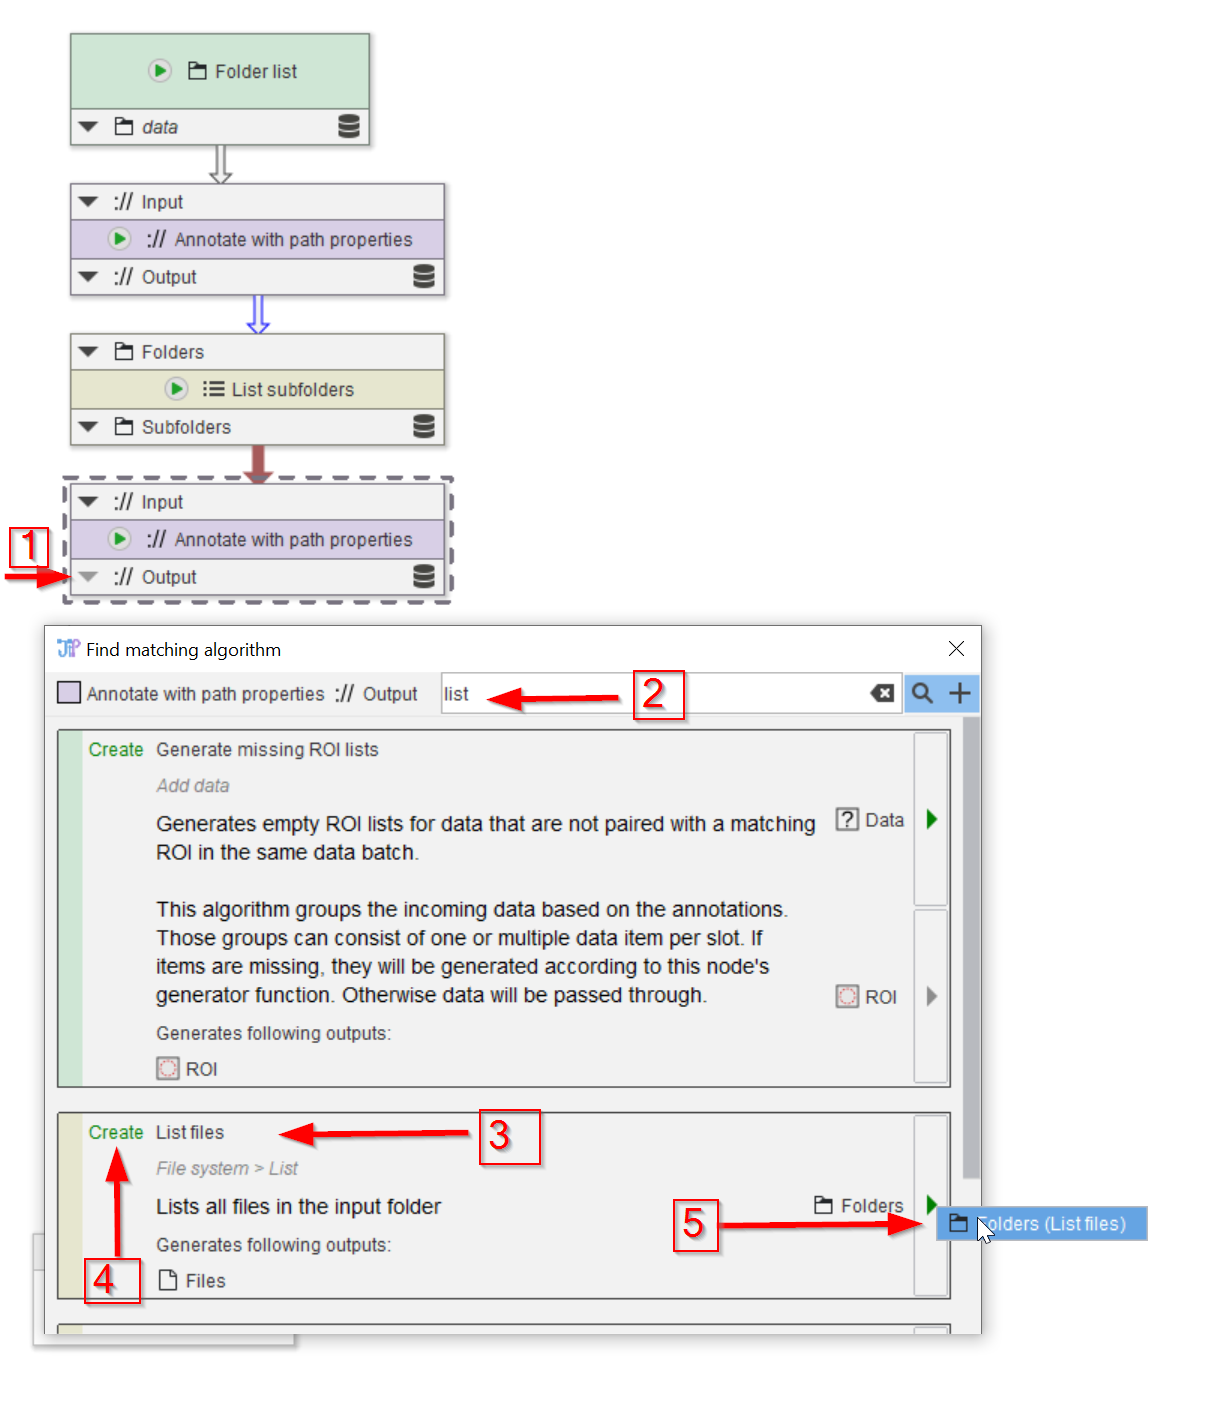 Folder list
data
:// Input
:// Annotate with path properties
:// Output
Folders
List subfolders
Subfolders
:// Input
1
:// Annotate with path properties
:// Output
Find matching algorithm
Annotate with path properties :// Output
list
2
Create Generate missing ROI lists
Add data
Generates empty ROI lists for data that are not paired with a matching
ROI in the same data batch.
? Data
This algorithm groups the incoming data based on the annotations.
Those groups can consist of one or multiple data item per slot. If
items are missing, they will be generated according to this node's
generator function. Otherwise data will be passed through.
ROI
Generates following outputs:
ROI
Create List files
3
File system > List
Lists all files in the input folder
Folders
5
Folders (List files)
Generates following outputs:
4
Files